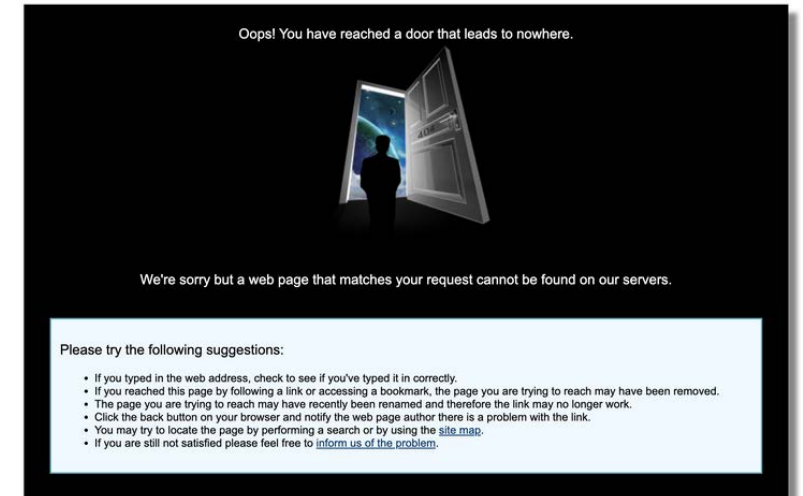 Oops! You have reached a door that leads to nowhere.
We're sorry but a web page that matches your request cannot be found on our servers.
Please try the following suggestions:
• If you typed in the web address, check to see if you've typed it in correctly.
• If you reached this page by following a link or accessing a bookmark, the page you are trying to reach may have been removed.
• The page you are trying to reach may have recently been renamed and therefore the link may no longer work.
• Click the back button on your browser and notify the web page author there is a problem with the link.
• You may try to locate the page by performing a search or by using the site map.
• If you are still not satisfied please feel free to inform us of the problem.